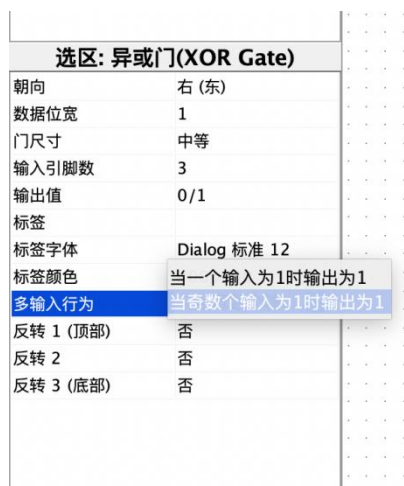 选区: 异或门(XOR Gate)
朝向 右 (东)
数据位宽 1
门尺寸 中等
输入引脚数 3
输出值 0/1
标签
标签字体 Dialog 标准 12
标签颜色 当一个输入为1时输出为1
多输入行为 当奇数个输入为1时输出为1
反转 1 (顶部) 否
反转 2 否
反转 3 (底部) 否